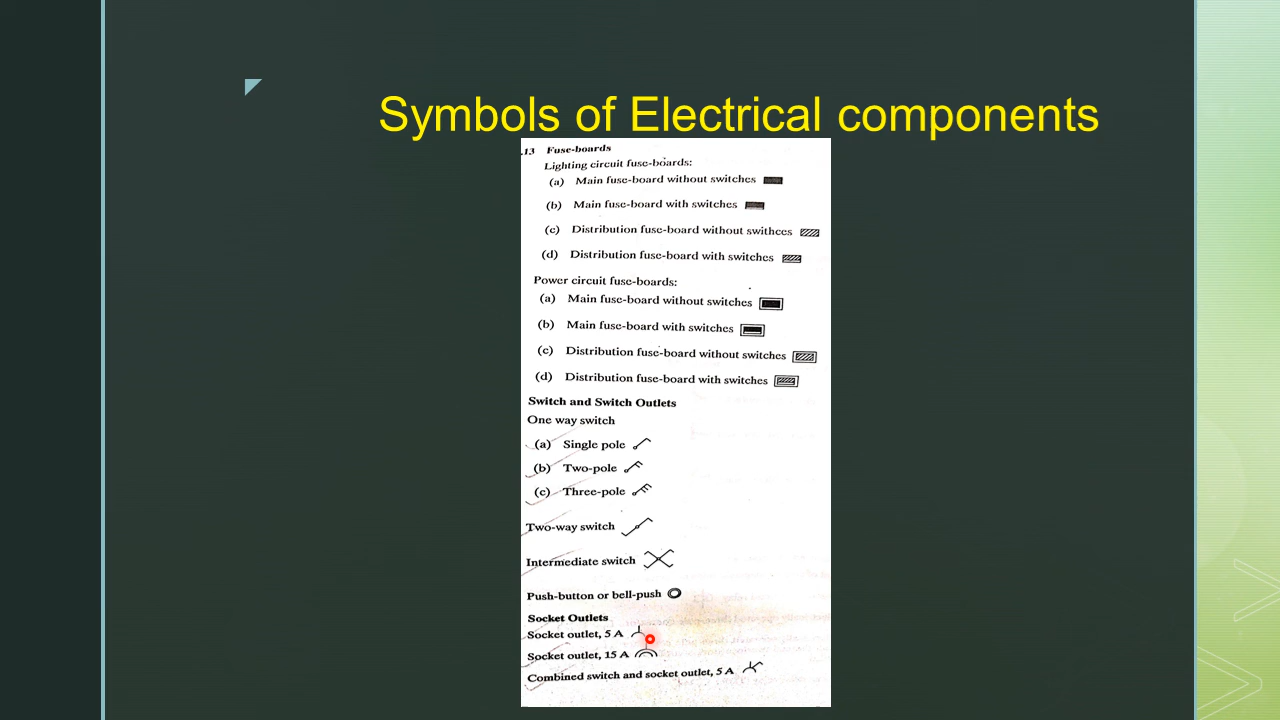 Symbols of Electrical components
.13 Fuse-boards
Lighting circuit fuse-boards:
(a) Main fuse-board without switches
(b) Main fuse-board with switches
(c) Distribution fuse-board without swithces
(d) Distribution fuse-board with switches
Power circuit fuse-boards:
(a) Main fuse-board without switches
(b) Main fuse-board with switches
(c) Distribution fuse-board without switches
(d) Distribution fuse-board with switches
Switch and Switch Outlets
One way switch
(a) Single pole
(b) Two-pole
(c) Three-pole
Two-way switch
Intermediate switch
Push-button or bell-push
Socket Outlets
Socket outlet, 5 A
Socket outlet, 15 A
Combined switch and socket outlet, 5 A